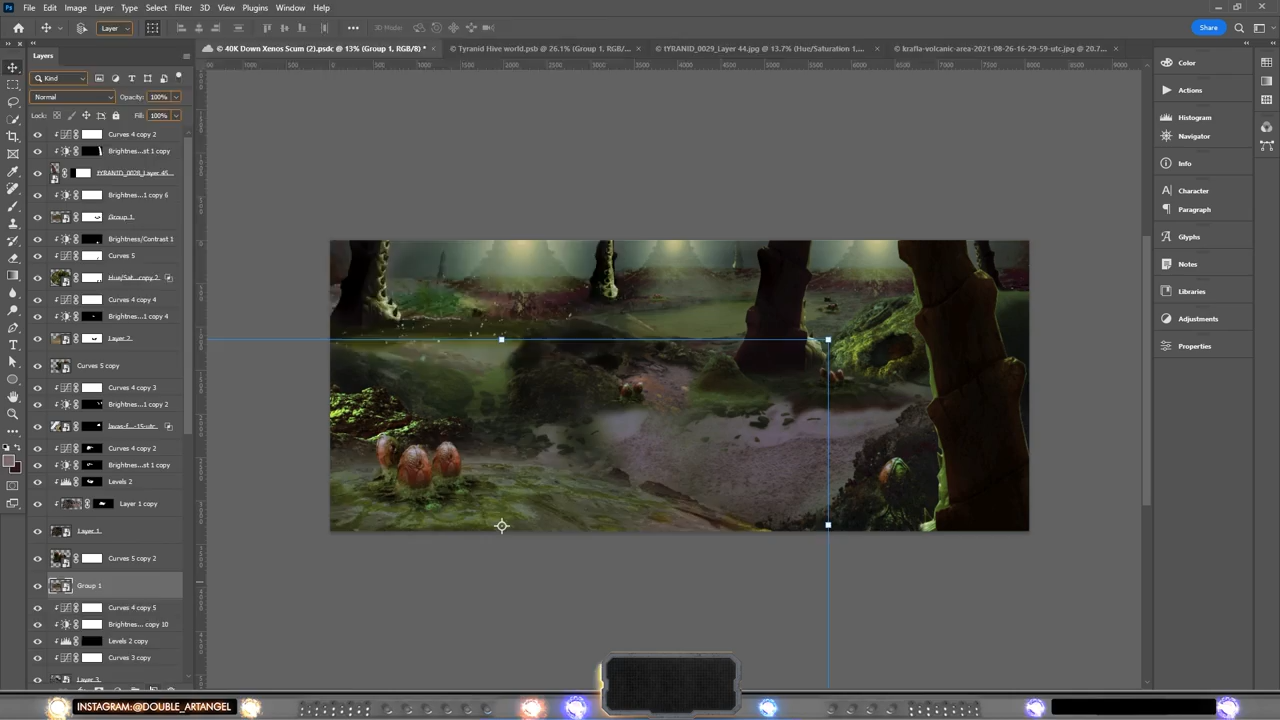 File Edit Image Layer Type Select Filter 3D View Plugins Window Help
Layer 3D Mode: Share
© 40K Down Xenos Scum (2).psdc @ 13% (Group 1, RGB/8) *
© Tyranid Hive world.psb @ 26.1% (Group 1, RGB/...
© tYRANID_0029_Layer 44.jpg @ 13.7% (Hue/Saturation 1,...
© krafla-volcanic-area-2021-08-26-16-29-59-utc.jpg @ 20.7...
Layers
Kind
Normal Opacity: 100%
Lock: Fill: 100%
Curves 4 copy 2
Brightnes...st 1 copy
tYRANID_0028_Layer 45...
Brightnes...1 copy 6
Group 1
Brightness/Contrast 1
Curves 5
Hue/Sat...copy 2
Curves 4 copy 4
Brightnes...1 copy 4
Layer 2
Curves 5 copy
Curves 4 copy 3
Brightnes...1 copy 2
Curves 4 copy 2
Brightnes...st 1 copy
Levels 2
Layer 1 copy
Layer 1
Curves 5 copy 2
Group 1
Curves 4 copy 5
Brightnes... copy 10
Levels 2 copy
Curves 3 copy
Layer 3
Color
Actions
Histogram
Navigator
Info
Character
Paragraph
Glyphs
Notes
Libraries
Adjustments
Properties
INSTAGRAM:@DOUBLE_ARTANGEL